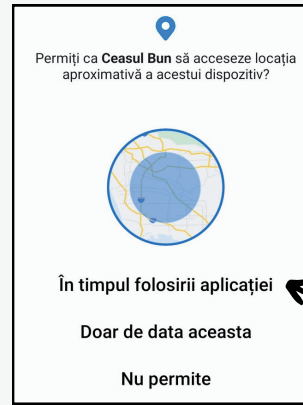 Permiți ca Ceasul Bun să acceseze locația
aproximativă a acestui dispozitiv?
În timpul folosirii aplicației
Doar de data aceasta
Nu permite